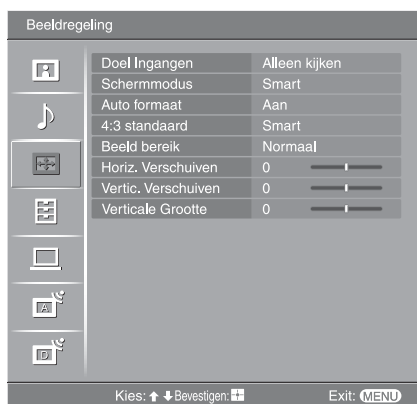 Beeldregeling
Doel Ingangen Alleen kijken
Schermmodus Smart
Auto formaat Aan
4:3 standaard Smart
Beeld bereik Normaal
Horiz. Verschuiven 0
Vertic. Verschuiven 0
Verticale Grootte 0
A
D
Kies: Bevestigen: Exit: MENU